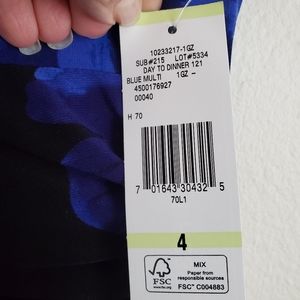 10233217-1GZ
SUB#215 LOT#5334
DAY TO DINNER 121
BLUE MULTI 1GZ –
4500176927
00040
H 70
7 01643 30432 5
70L1
4
FSC
www.fsc.org
MIX
Paper from
responsible sources
FSC® C004883